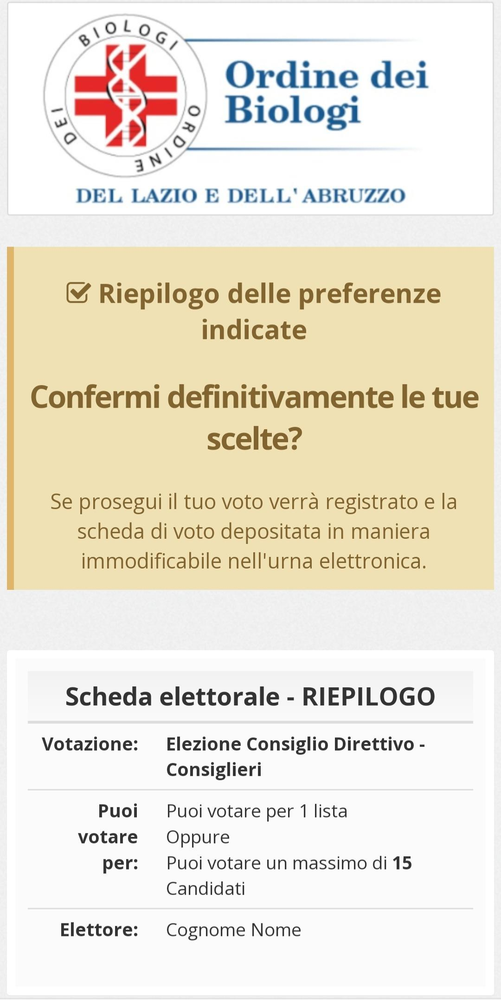 BIOLOGI
ORDINE
DEI
Ordine dei
Biologi
DEL LAZIO E DELL'ABRUZZO
Riepilogo delle preferenze
indicate
Confermi definitivamente le tue
scelte?
Se prosegui il tuo voto verrà registrato e la
scheda di voto depositata in maniera
immodificabile nell'urna elettronica.
Scheda elettorale - RIEPILOGO
Votazione: Elezione Consiglio Direttivo -
Consiglieri
Puoi Puoi votare per 1 lista
votare Oppure
per: Puoi votare un massimo di 15
Candidati
Elettore: Cognome Nome